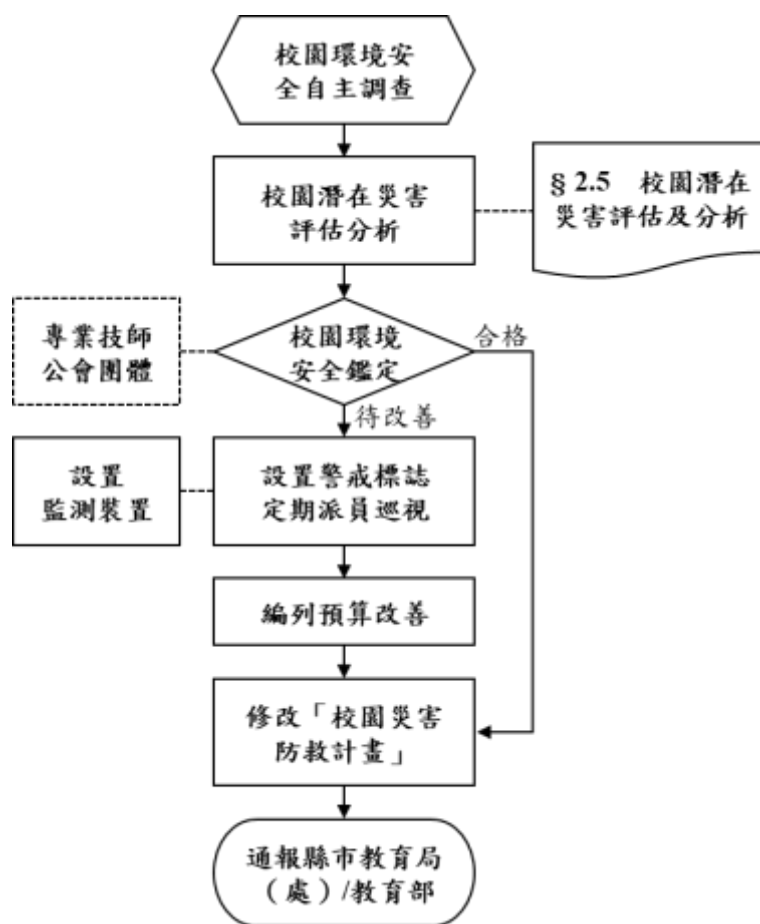 校園環境安
全自主調查
校園潛在災害
評估分析
§ 2.5 校園潛在
災害評估及分析
專業技師
公會團體
校園環境
安全鑑定
合格
待改善
設置
監測裝置
設置警戒標誌
定期派員巡視
編列預算改善
修改「校園災害
防救計畫」
通報縣市教育局
（處）/教育部